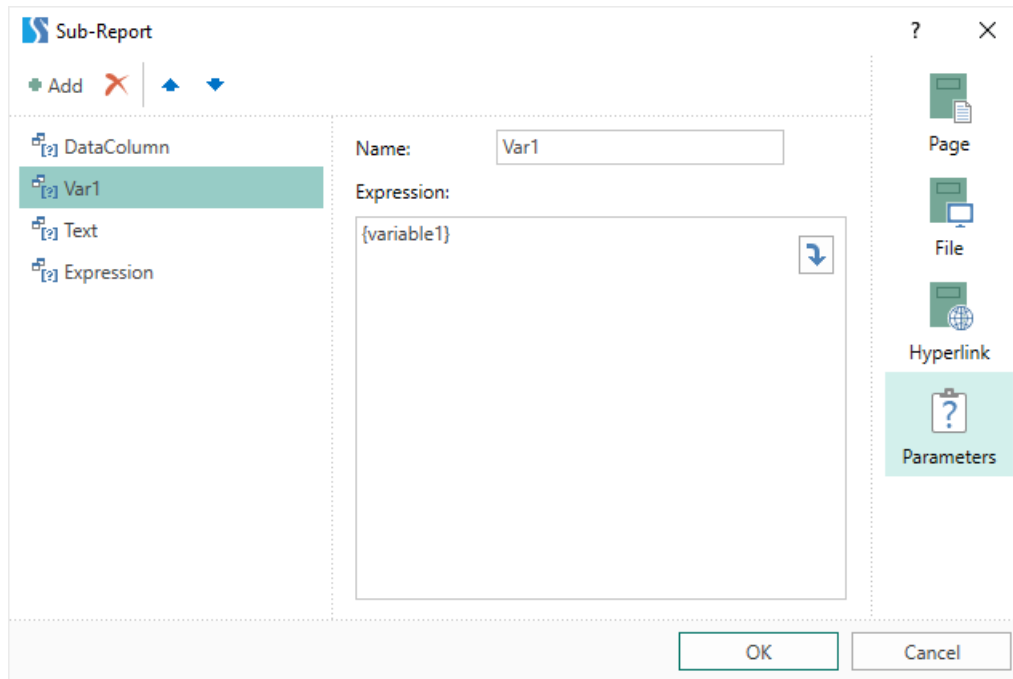 Sub-Report
?
Add
DataColumn
Var1
Text
Expression
Name:
Var1
Expression:
{variable1}
Page
File
Hyperlink
?
Parameters
OK
Cancel